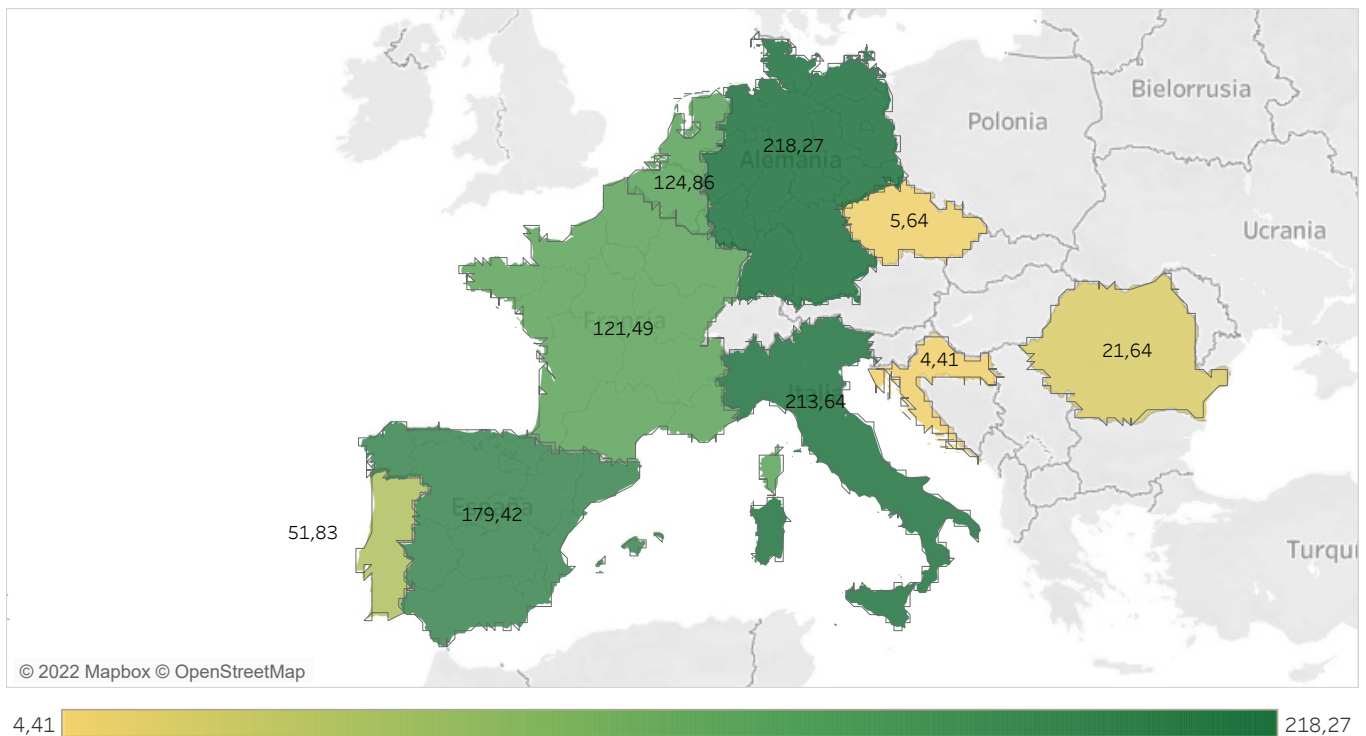 Bielorrusia
Polonia
218,27
Alemania
124,86
5,64
Ucrania
Francia
121,49
21,64
4,41
Italia
213,64
España
179,42
51,83
Turqu
© 2022 Mapbox © OpenStreetMap
4,41
218,27